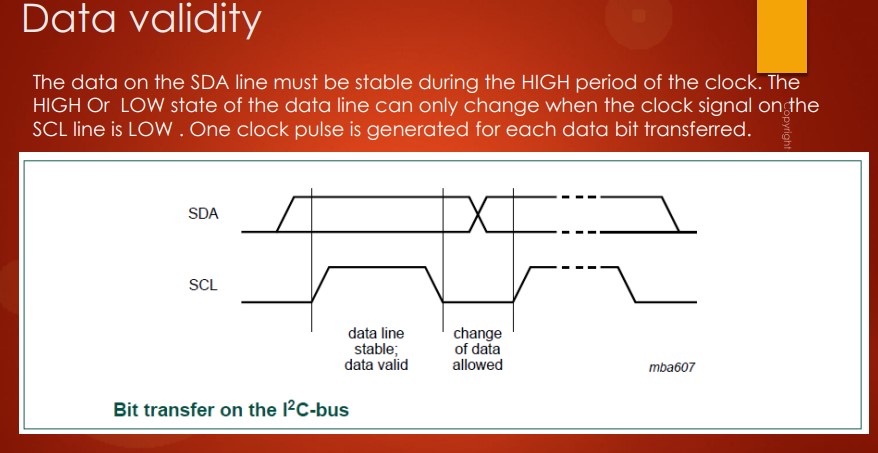 Data validity
The data on the SDA line must be stable during the HIGH period of the clock. The
HIGH Or LOW state of the data line can only change when the clock signal on the
SCL line is LOW . One clock pulse is generated for each data bit transferred.
Copyright
SDA
SCL
data line
stable;
data valid
change
of data
allowed
mba607
Bit transfer on the I²C-bus